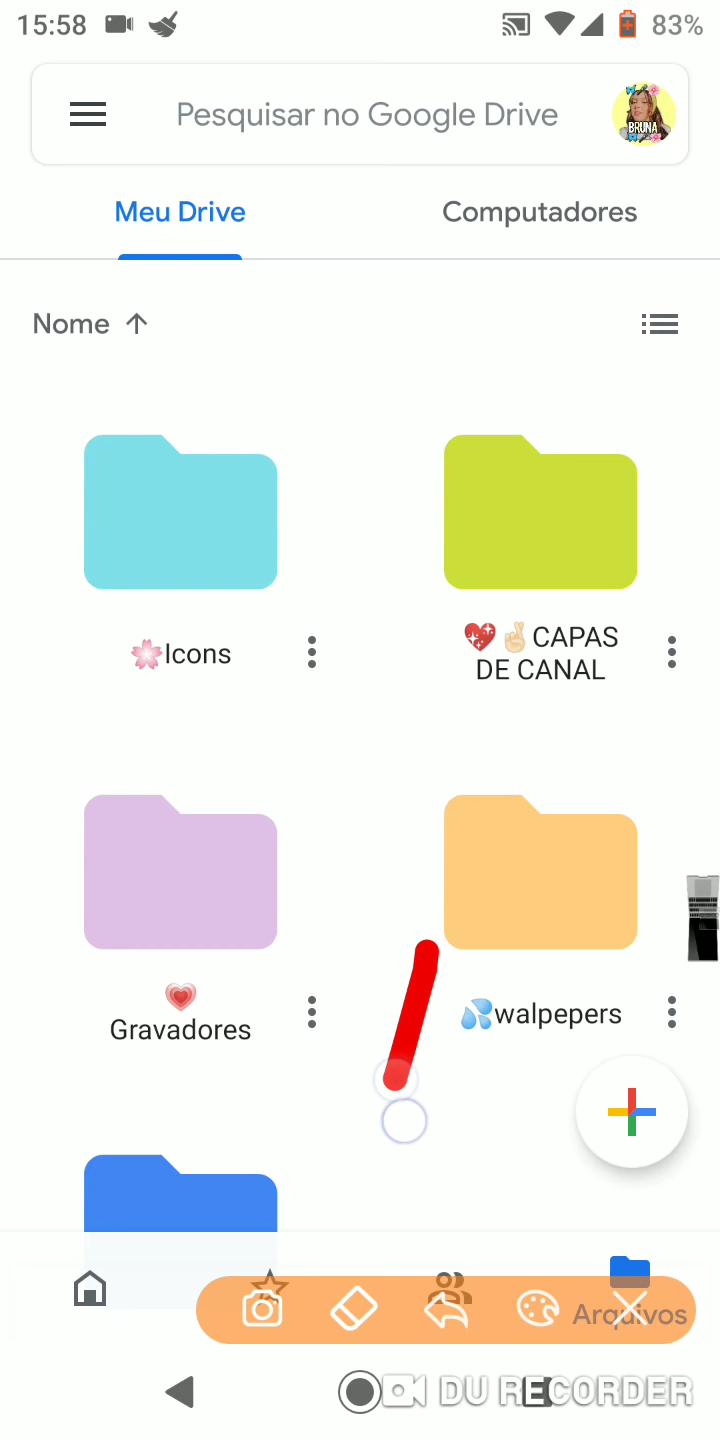 15:58
83%
Pesquisar no Google Drive
BRUNA
Meu Drive
Computadores
Nome
🌸Icons
💖🤞🏻CAPAS
DE CANAL
💗
Gravadores
💦walpepers
Arquivos
DU RECORDER